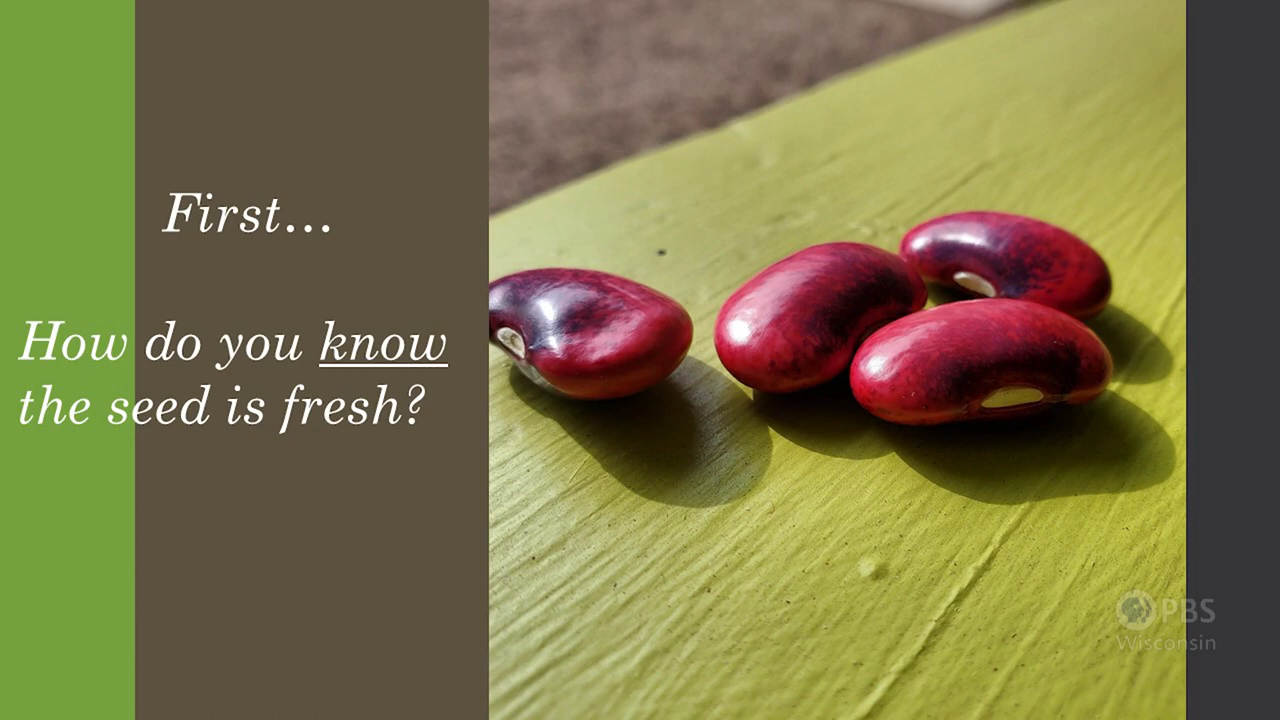 First...
How do you know
the seed is fresh?
PBS
Wisconsin